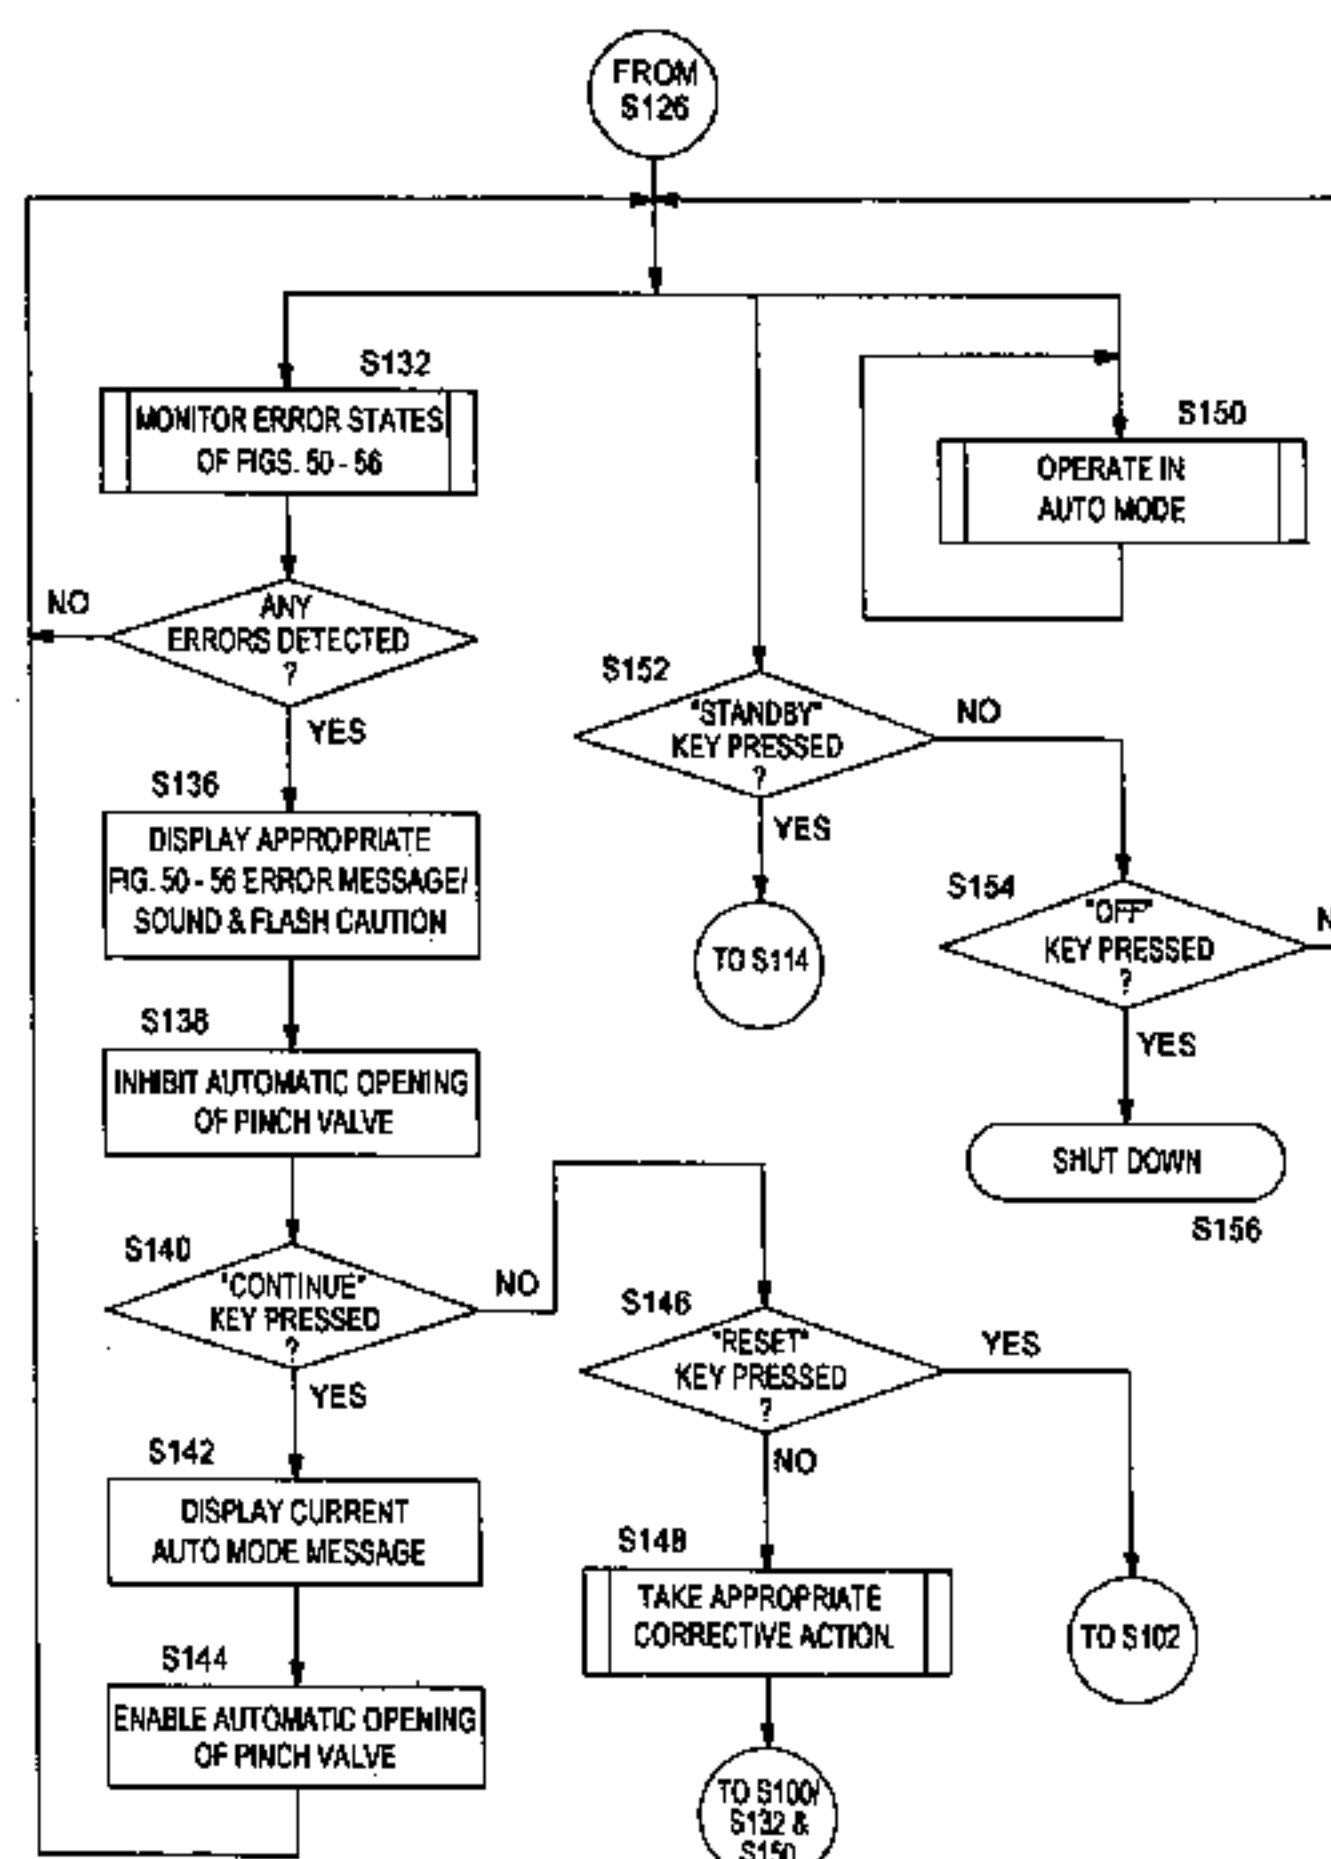 FROM
S126
S132
MONITOR ERROR STATES
OF FIGS. 50 - 56
S150
OPERATE IN
AUTO MODE
NO
ANY
ERRORS DETECTED
?
YES
S152
"STANDBY"
KEY PRESSED
?
NO
YES
S136
DISPLAY APPROPRIATE
FIG. 50 - 56 ERROR MESSAGE/
SOUND & FLASH CAUTION
TO S114
S154
"OFF"
KEY PRESSED
?
YES
S138
INHIBIT AUTOMATIC OPENING
OF PINCH VALVE
SHUT DOWN
S156
S140
"CONTINUE"
KEY PRESSED
?
NO
YES
S146
"RESET"
KEY PRESSED
?
YES
NO
S142
DISPLAY CURRENT
AUTO MODE MESSAGE
S148
TAKE APPROPRIATE
CORRECTIVE ACTION
TO S102
S144
ENABLE AUTOMATIC OPENING
OF PINCH VALVE
TO S100/
S132 &
S150